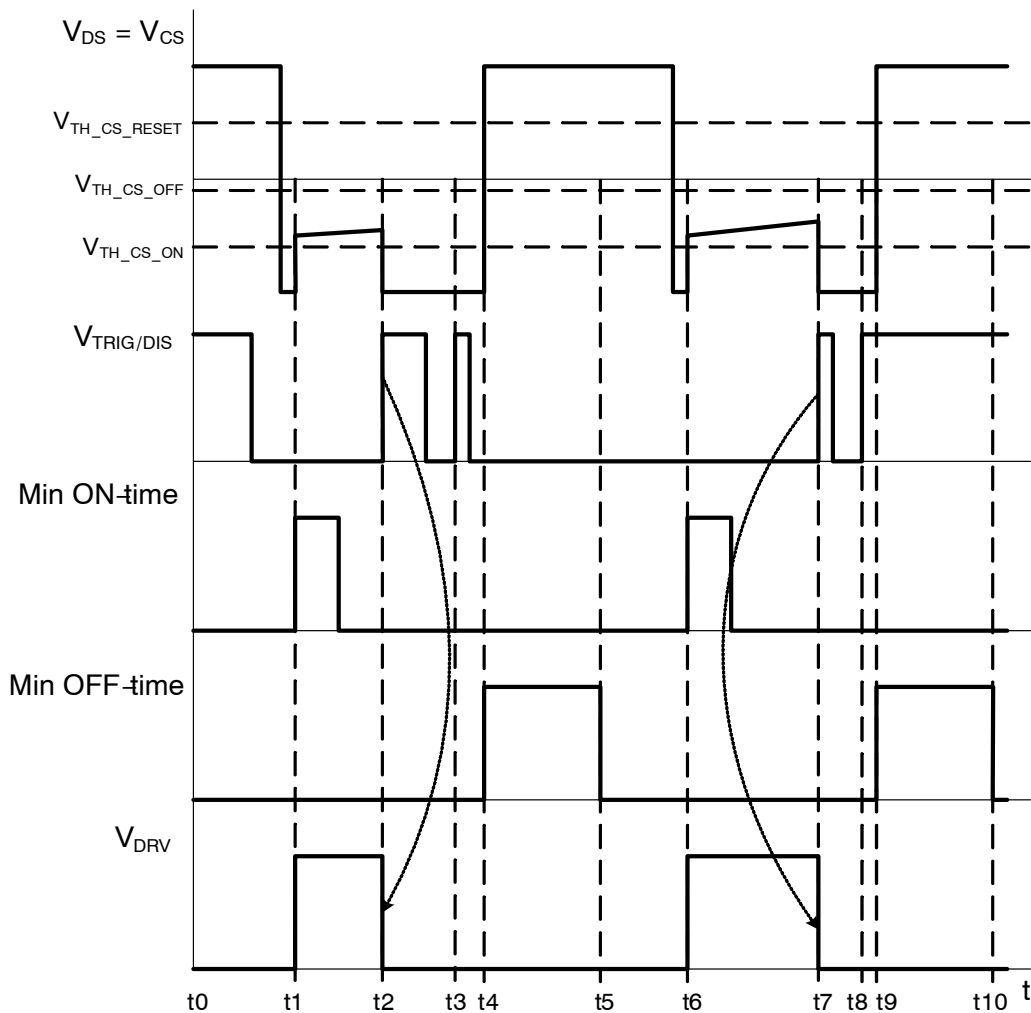 VDS = VCS
VTH_CS_RESET
VTH_CS_OFF
VTH_CS_ON
VTRIG/DIS
Min ON-time
Min OFF-time
VDRV
t0 t1 t2 t3 t4 t5 t6 t7 t8 t9 t10 t